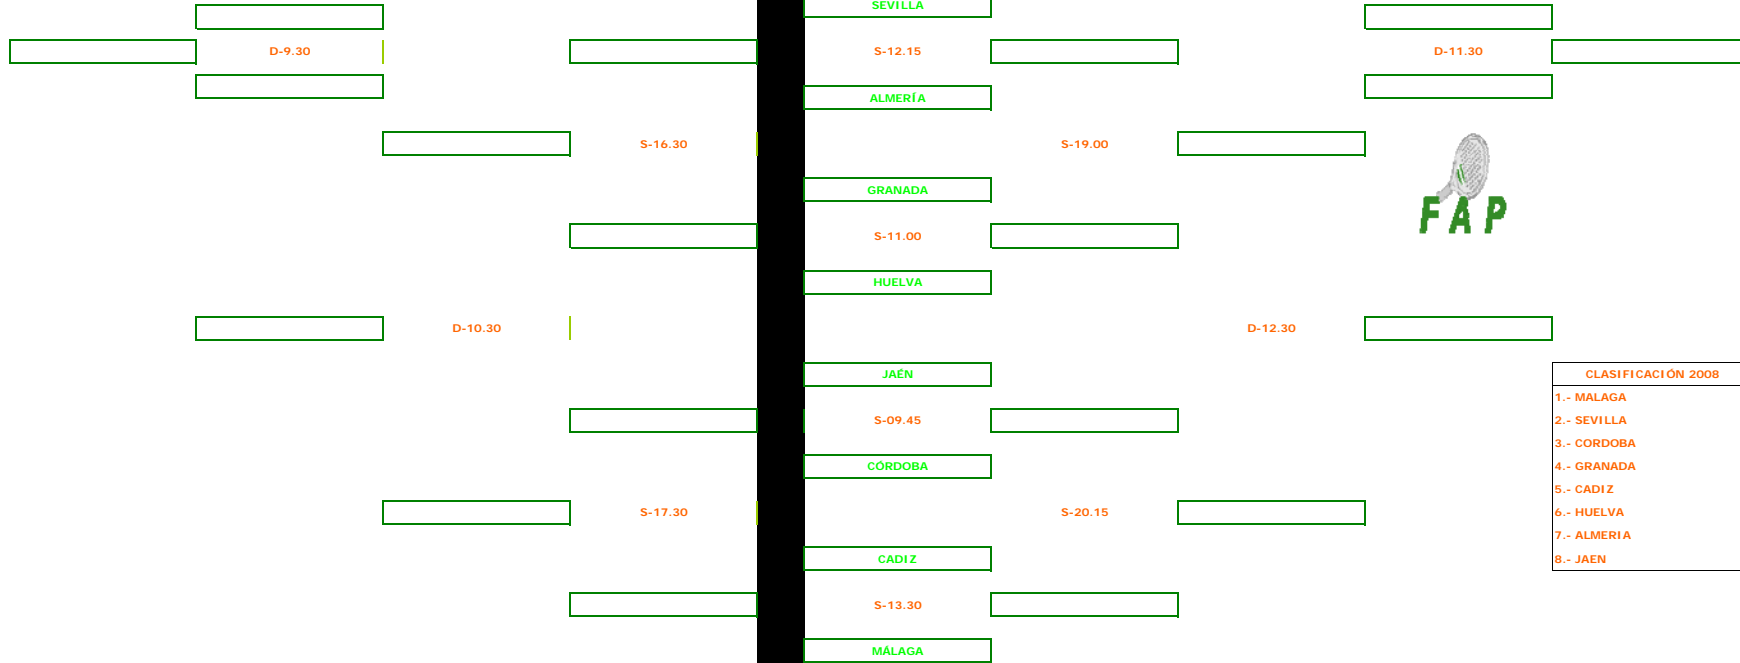 SEVILLA
D-9.30
S-12.15
D-11.30
ALMERÍA
S-16.30
S-19.00
GRANADA
FAP
S-11.00
HUELVA
D-10.30
D-12.30
JAÉN
CLASIFICACIÓN 2008
1.- MALAGA
S-09.45
2.- SEVILLA
3.- CORDOBA
CÓRDOBA
4.- GRANADA
5.- CADIZ
S-17.30
S-20.15
6.- HUELVA
7.- ALMERIA
CADIZ
8.- JAEN
S-13.30
MÁLAGA